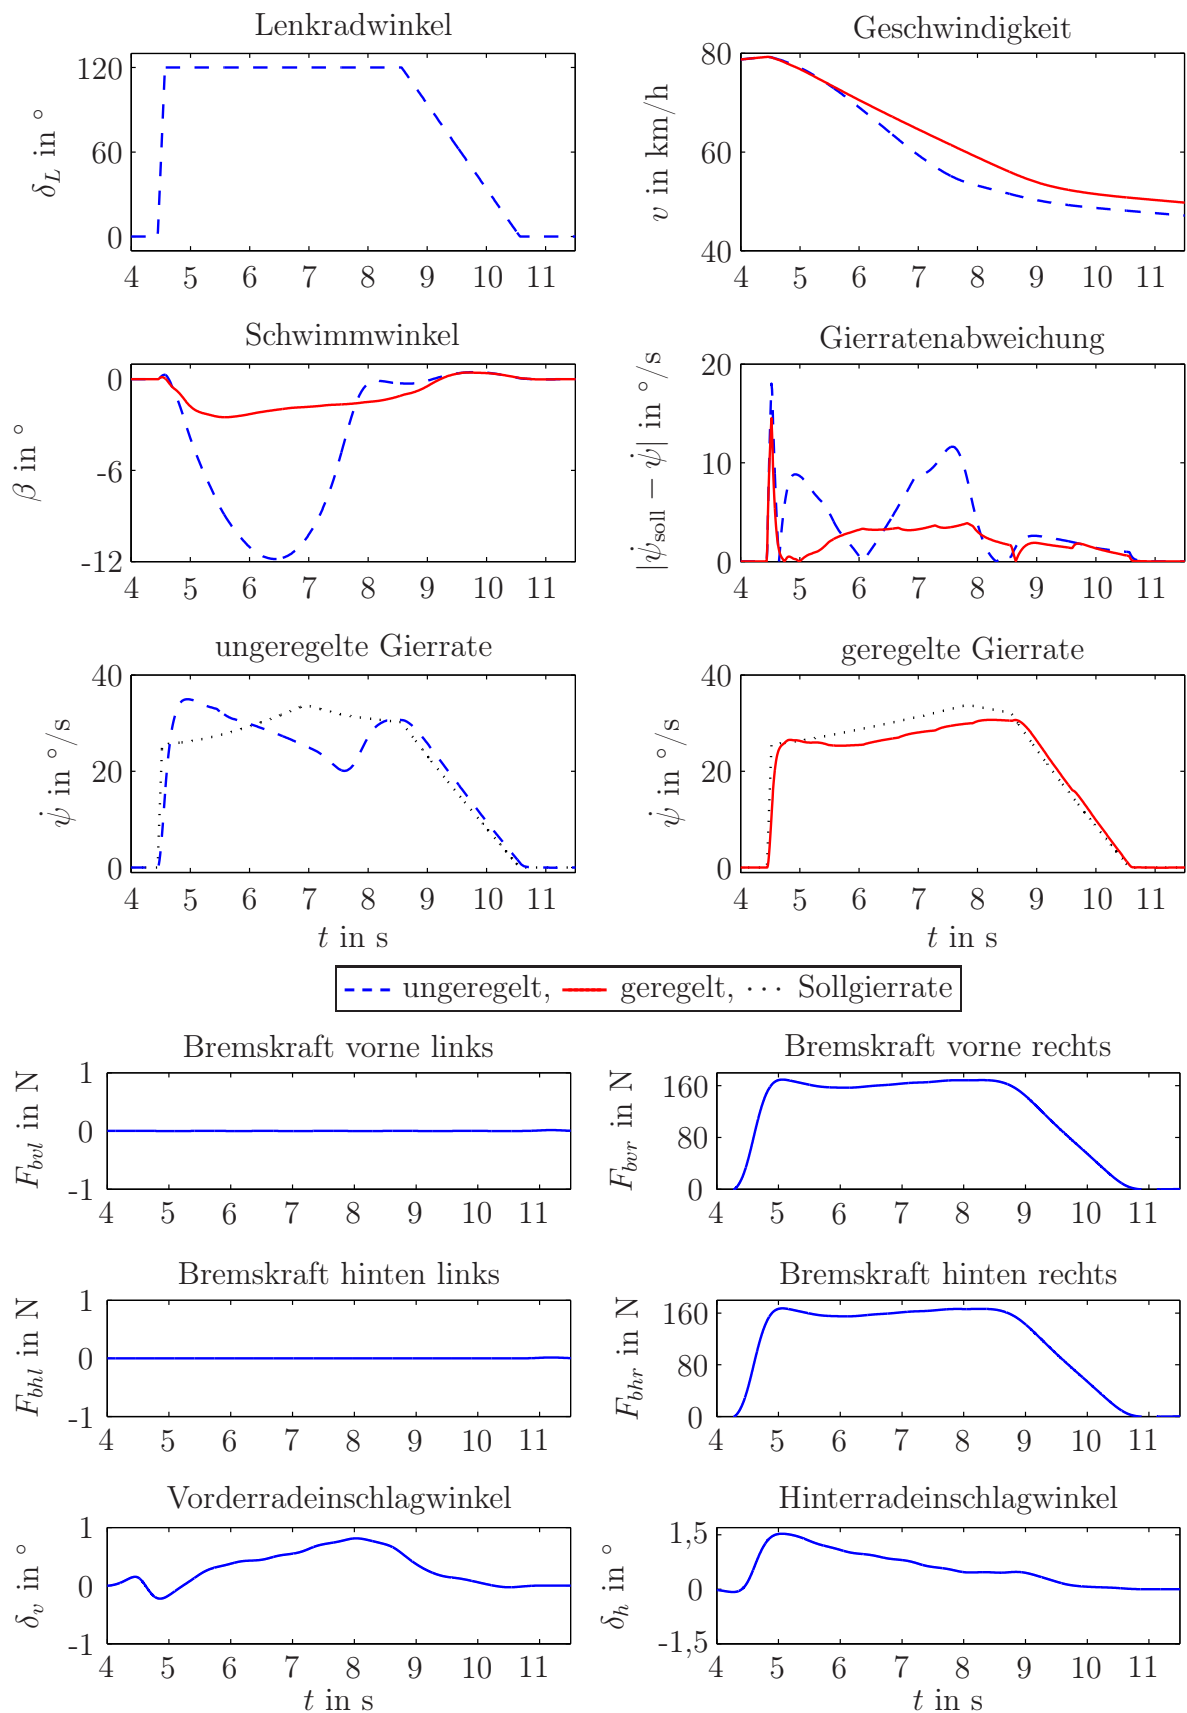 Lenkradwinkel
Geschwindigkeit
δ_L in °
120
60
0
4 5 6 7 8 9 10 11
v in km/h
80
60
40
4 5 6 7 8 9 10 11
Schwimmwinkel
Gierratenabweichung
β in °
0
-6
-12
4 5 6 7 8 9 10 11
|ψ̇_soll − ψ̇| in °/s
20
10
0
4 5 6 7 8 9 10 11
ungeregelte Gierrate
geregelte Gierrate
ψ̇ in °/s
40
20
0
4 5 6 7 8 9 10 11
t in s
ψ̇ in °/s
40
20
0
4 5 6 7 8 9 10 11
t in s
ungeregelt, geregelt, ··· Sollgierrate
Bremskraft vorne links
Bremskraft vorne rechts
F_bvl in N
1
0
-1
4 5 6 7 8 9 10 11
F_bvr in N
160
80
0
4 5 6 7 8 9 10 11
Bremskraft hinten links
Bremskraft hinten rechts
F_bhl in N
1
0
-1
4 5 6 7 8 9 10 11
F_bhr in N
160
80
0
4 5 6 7 8 9 10 11
Vorderradeinschlagwinkel
Hinterradeinschlagwinkel
δ_v in °
1
0
-1
4 5 6 7 8 9 10 11
t in s
δ_h in °
1,5
0
-1,5
4 5 6 7 8 9 10 11
t in s